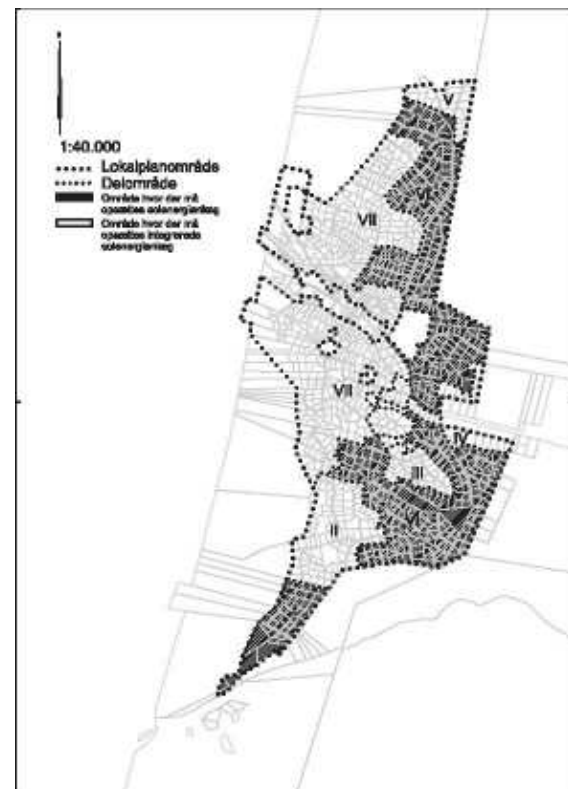 1:40.000
Lokalplanområde
Delområde
Område hvor der må
opsættes solenergianlæg
Område hvor der må
opsættes integrerede
solenergianlæg
V
VI
VII
VII
IV
III
VI
II